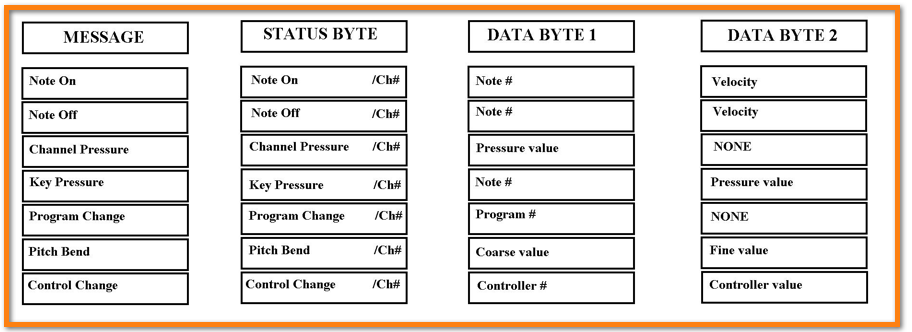 MESSAGE STATUS BYTE DATA BYTE 1 DATA BYTE 2
Note On Note On /Ch# Note # Velocity
Note Off Note Off /Ch# Note # Velocity
Channel Pressure Channel Pressure /Ch# Pressure value NONE
Key Pressure Key Pressure /Ch# Note # Pressure value
Program Change Program Change /Ch# Program # NONE
Pitch Bend Pitch Bend /Ch# Coarse value Fine value
Control Change Control Change /Ch# Controller # Controller value